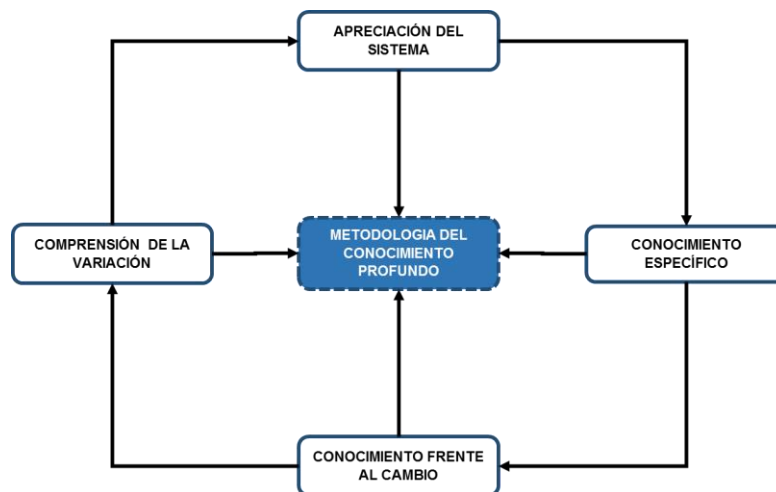 APRECIACIÓN DEL
SISTEMA
COMPRENSIÓN DE LA
VARIACIÓN
METODOLOGIA DEL
CONOCIMIENTO
PROFUNDO
CONOCIMIENTO
ESPECÍFICO
CONOCIMIENTO FRENTE
AL CAMBIO